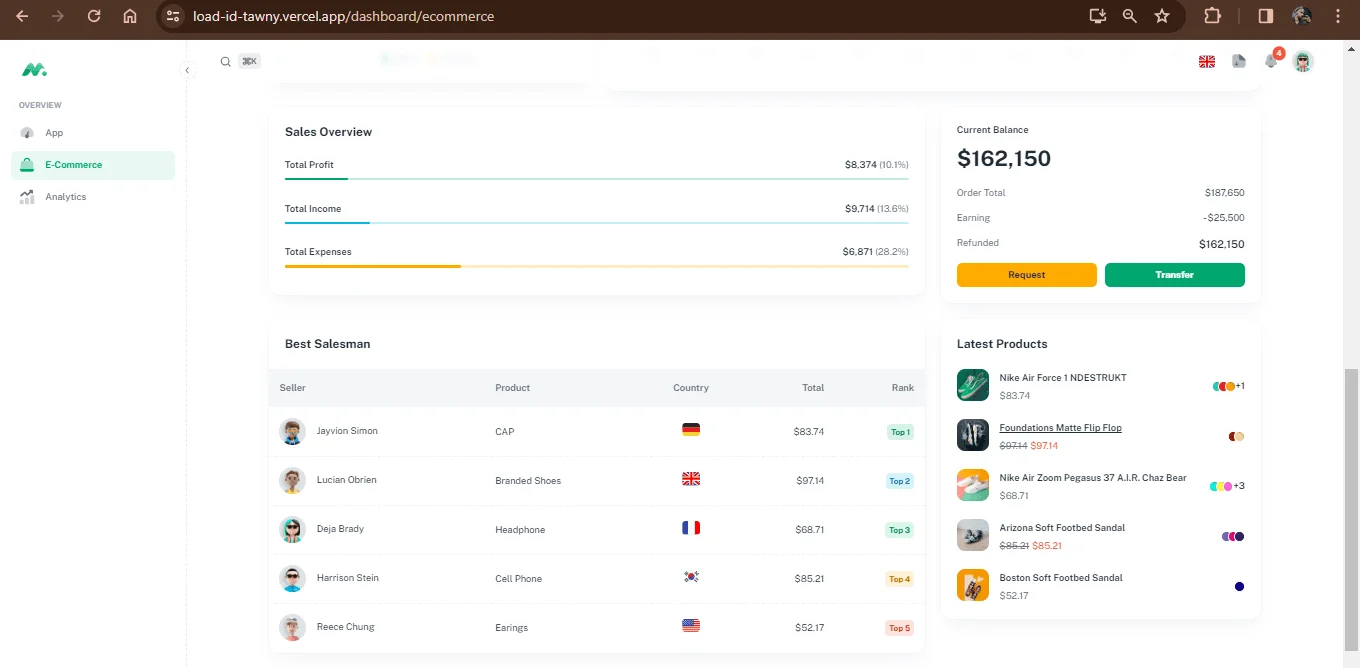 load-id-tawny.vercel.app/dashboard/ecommerce
⌘K
4
OVERVIEW
App
E-Commerce
Analytics
Sales Overview
Total Profit $8,374 (10.1%)
Total Income $9,714 (13.6%)
Total Expenses $6,871 (28.2%)
Current Balance
$162,150
Order Total $187,650
Earning -$25,500
Refunded $162,150
Request Transfer
Best Salesman
Seller Product Country Total Rank
Jayvion Simon CAP $83.74 Top 1
Lucian Obrien Branded Shoes $97.14 Top 2
Deja Brady Headphone $68.71 Top 3
Harrison Stein Cell Phone $85.21 Top 4
Reece Chung Earings $52.17 Top 5
Latest Products
Nike Air Force 1 NDESTRUKT
$83.74
+1
Foundations Matte Flip Flop
$97.14 $97.14
Nike Air Zoom Pegasus 37 A.I.R. Chaz Bear
$68.71
+3
Arizona Soft Footbed Sandal
$85.21 $85.21
Boston Soft Footbed Sandal
$52.17